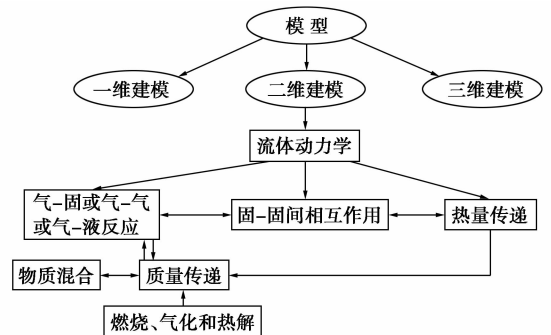 模型
一维建模
二维建模
三维建模
流体动力学
气-固或气-气
或气-液反应
固-固间相互作用
热量传递
物质混合
质量传递
燃烧、气化和热解